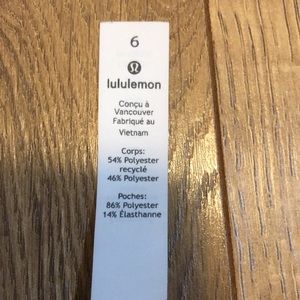 6
lululemon
Conçu à
Vancouver
Fabriqué au
Vietnam
Corps:
54% Polyester
recyclé
46% Polyester
Poches:
86% Polyester
14% Élasthanne